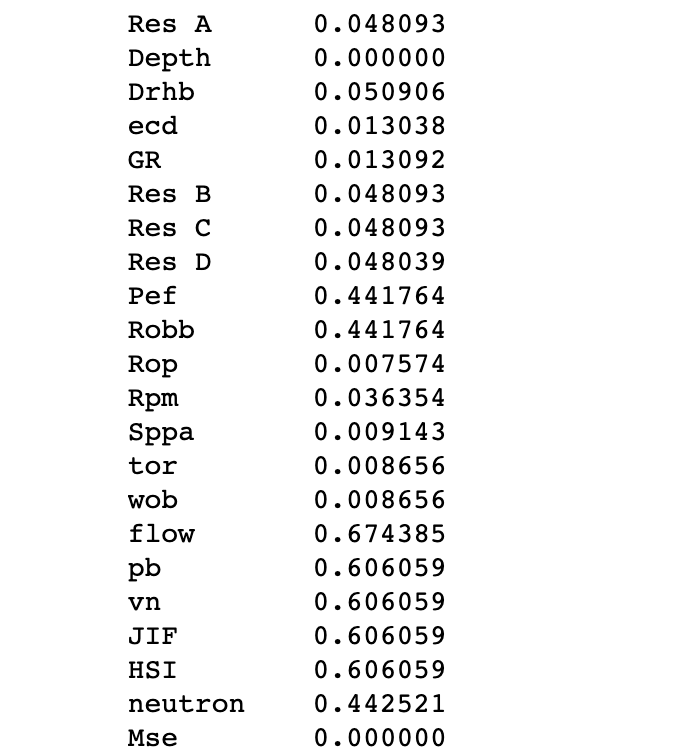 Res A 0.048093
Depth 0.000000
Drhb 0.050906
ecd 0.013038
GR 0.013092
Res B 0.048093
Res C 0.048093
Res D 0.048039
Pef 0.441764
Robb 0.441764
Rop 0.007574
Rpm 0.036354
Sppa 0.009143
tor 0.008656
wob 0.008656
flow 0.674385
pb 0.606059
vn 0.606059
JIF 0.606059
HSI 0.606059
neutron 0.442521
Mse 0.000000